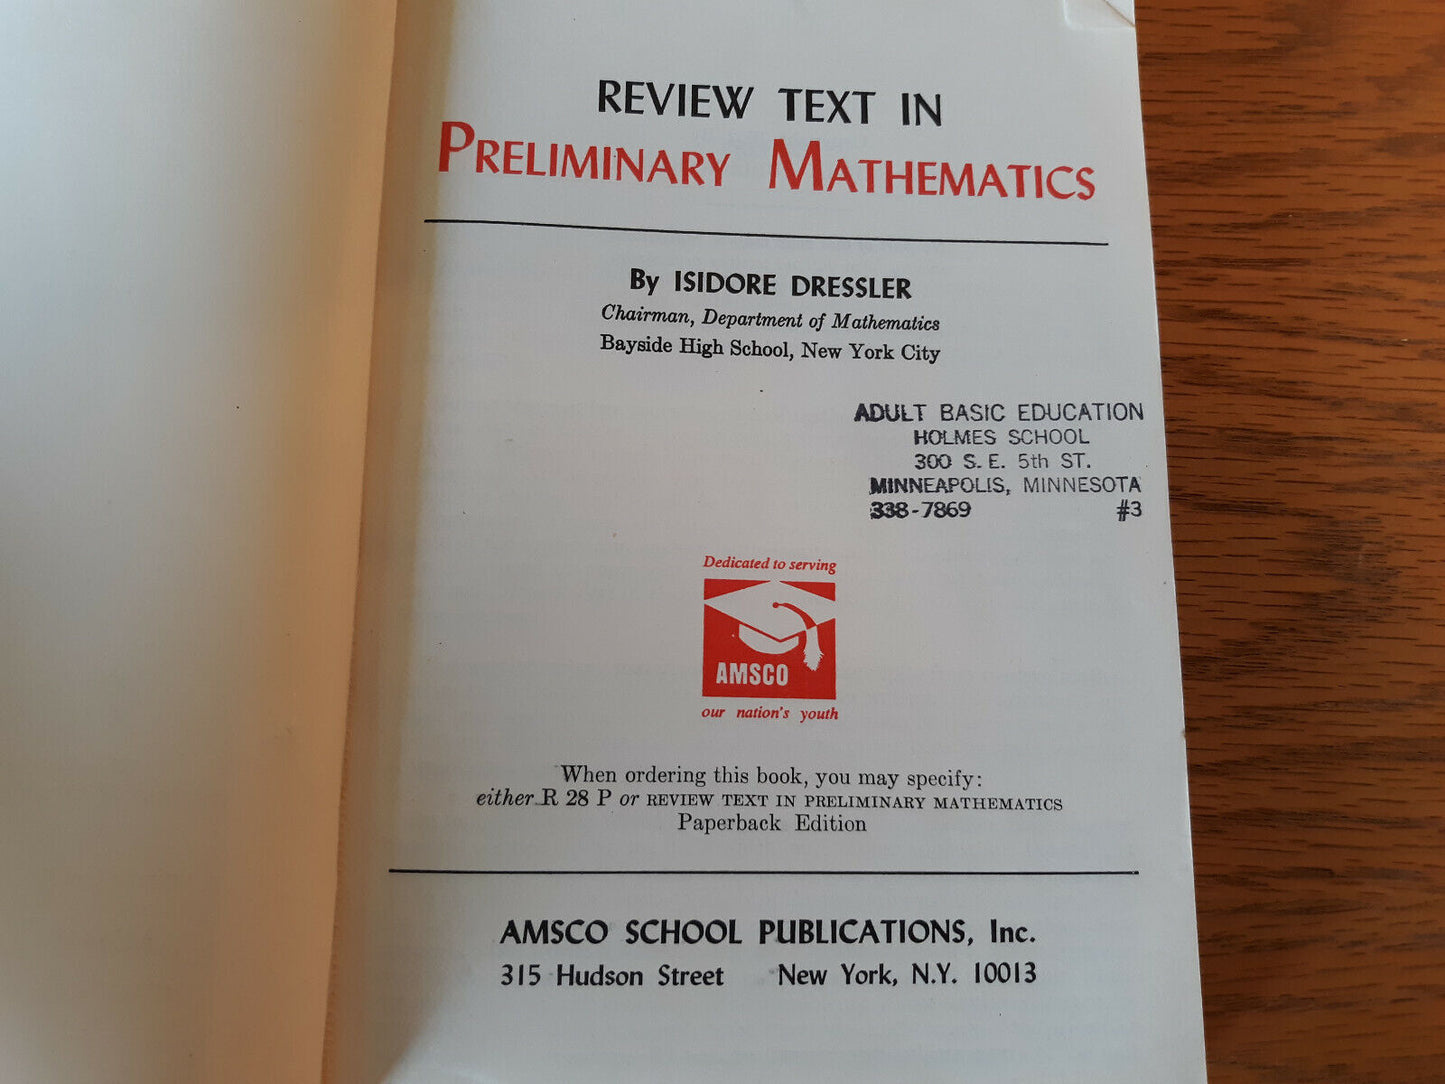 REVIEW TEXT IN
PRELIMINARY MATHEMATICS
By ISIDORE DRESSLER
Chairman, Department of Mathematics
Bayside High School, New York City
ADULT BASIC EDUCATION
HOLMES SCHOOL
300 S. E. 5th ST.
MINNEAPOLIS, MINNESOTA
338-7869 #3
Dedicated to serving
AMSCO
our nation's youth
When ordering this book, you may specify:
either R 28 P or REVIEW TEXT IN PRELIMINARY MATHEMATICS
Paperback Edition
AMSCO SCHOOL PUBLICATIONS, Inc.
315 Hudson Street New York, N.Y. 10013